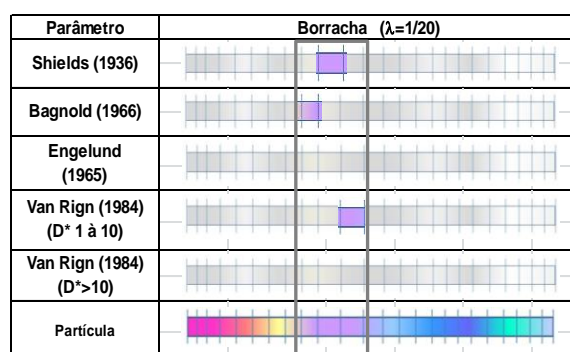 Parâmetro
Borracha (λ=1/20)
Shields (1936)
Bagnold (1966)
Engelund
(1965)
Van Rign (1984)
(D* 1 à 10)
Van Rign (1984)
(D*>10)
Partícula